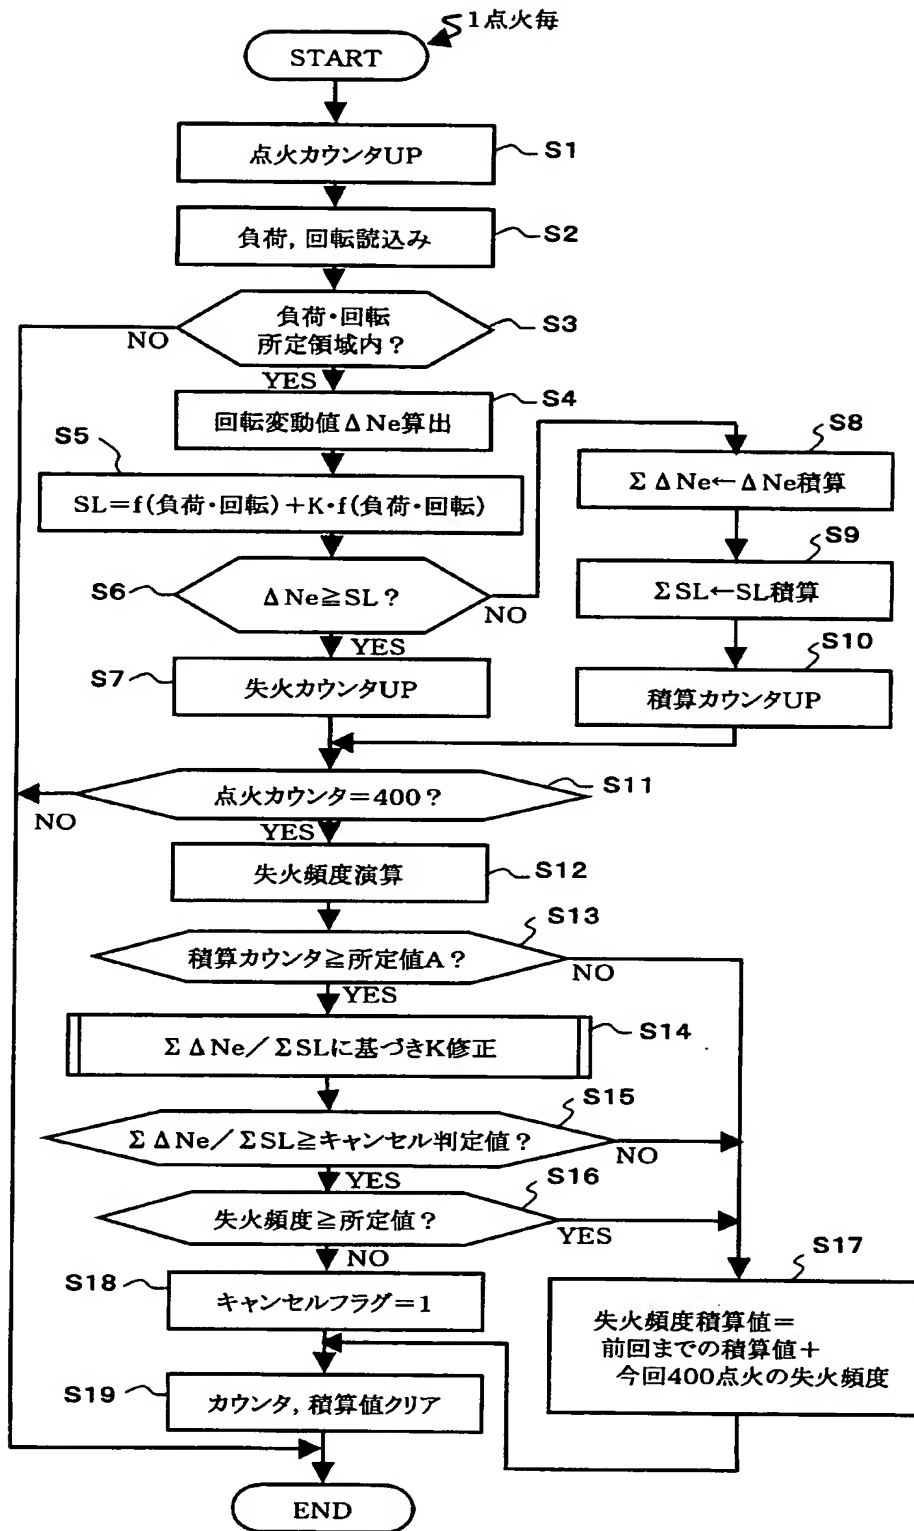 1点火毎
START
点火カウンタUP
S1
負荷, 回転読込み
S2
負荷・回転
所定領域内？
S3
NO
YES
S4
回転変動値ΔNe算出
S5
SL=f(負荷・回転)+K・f(負荷・回転)
S6
ΔNe≧SL？
NO
YES
S7
失火カウンタUP
S8
ΣΔNe←ΔNe積算
S9
ΣSL←SL積算
S10
積算カウンタUP
S11
点火カウンタ=400？
NO
YES
失火頻度演算
S12
S13
積算カウンタ≧所定値A？
NO
YES
S14
ΣΔNe／ΣSLに基づきK修正
S15
ΣΔNe／ΣSL≧キャンセル判定値？
NO
YES
S16
失火頻度≧所定値？
YES
NO
S17
失火頻度積算値=
前回までの積算値+
今回400点火の失火頻度
S18
キャンセルフラグ=1
S19
カウンタ, 積算値クリア
END